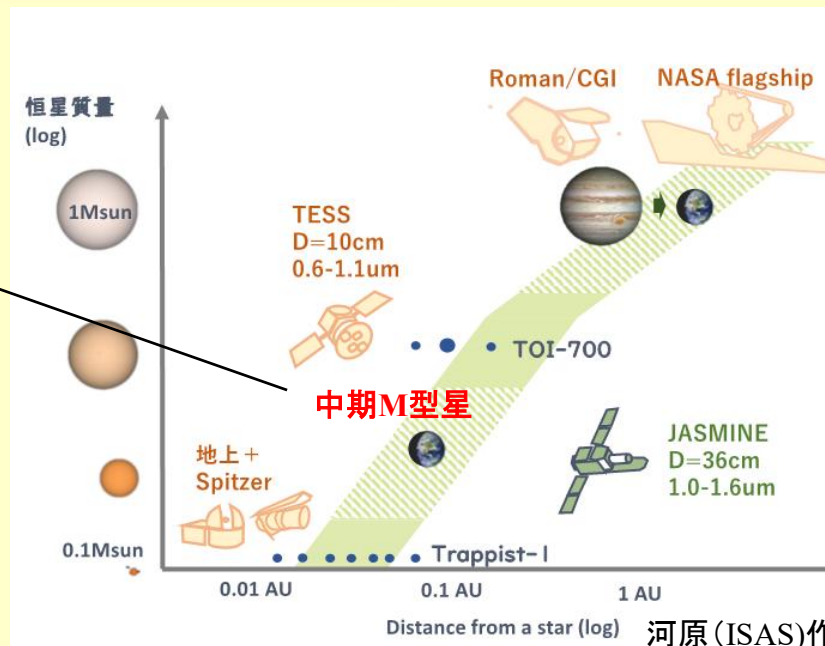 Roman/CGI
NASA flagship
恒星質量
(log)
1Msun
TESS
D=10cm
0.6-1.1um
TOI-700
中期M型星
JASMINE
D=36cm
1.0-1.6um
地上+
Spitzer
0.1Msun
Trappist-1
0.01 AU
0.1 AU
1 AU
Distance from a star (log)
河原(ISAS)作